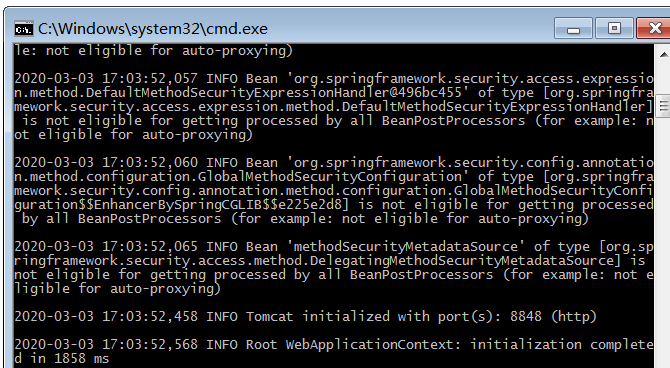 C:\Windows\system32\cmd.exe
le: not eligible for auto-proxying)
2020-03-03 17:03:52,057 INFO Bean 'org.springframework.security.access.expressio
n.method.DefaultMethodSecurityExpressionHandler@496bc455' of type [org.springfra
mework.security.access.expression.method.DefaultMethodSecurityExpressionHandler]
is not eligible for getting processed by all BeanPostProcessors (for example: n
ot eligible for auto-proxying)
2020-03-03 17:03:52,060 INFO Bean 'org.springframework.security.config.annotatio
n.method.configuration.GlobalMethodSecurityConfiguration' of type [org.springfra
mework.security.config.annotation.method.configuration.GlobalMethodSecurityConfi
guration$$EnhancerBySpringCGLIB$$e225e2d8] is not eligible for getting processed
by all BeanPostProcessors (for example: not eligible for auto-proxying)
2020-03-03 17:03:52,065 INFO Bean 'methodSecurityMetadataSource' of type [org.sp
ringframework.security.access.method.DelegatingMethodSecurityMetadataSource] is
not eligible for getting processed by all BeanPostProcessors (for example: not e
ligible for auto-proxying)
2020-03-03 17:03:52,458 INFO Tomcat initialized with port(s): 8848 (http)
2020-03-03 17:03:52,568 INFO Root WebApplicationContext: initialization complete
d in 1858 ms